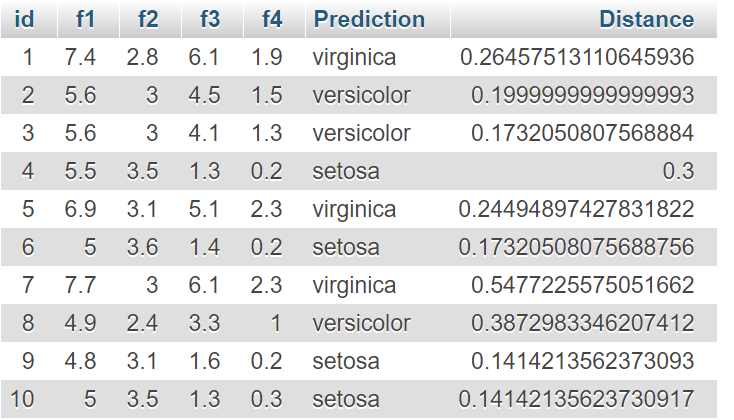 id f1 f2 f3 f4 Prediction Distance
1 7.4 2.8 6.1 1.9 virginica 0.26457513110645936
2 5.6 3 4.5 1.5 versicolor 0.1999999999999993
3 5.6 3 4.1 1.3 versicolor 0.1732050807568884
4 5.5 3.5 1.3 0.2 setosa 0.3
5 6.9 3.1 5.1 2.3 virginica 0.24494897427831822
6 5 3.6 1.4 0.2 setosa 0.17320508075688756
7 7.7 3 6.1 2.3 virginica 0.5477225575051662
8 4.9 2.4 3.3 1 versicolor 0.3872983346207412
9 4.8 3.1 1.6 0.2 setosa 0.1414213562373093
10 5 3.5 1.3 0.3 setosa 0.14142135623730917